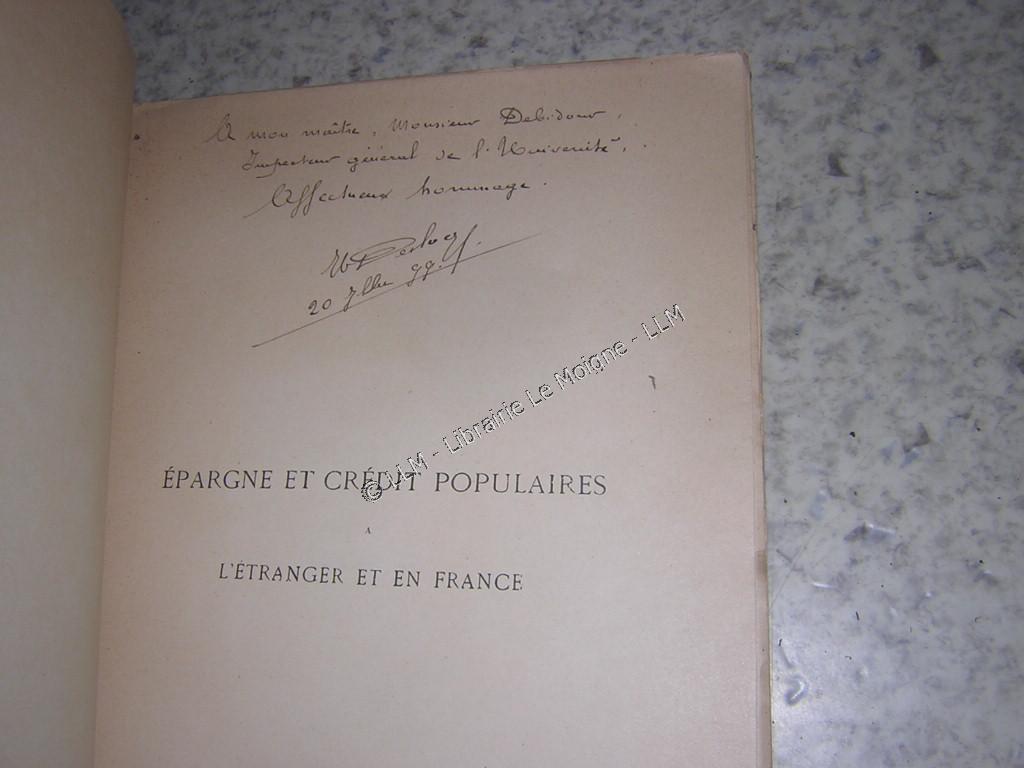 A mon maître, Monsieur Debidour,
Inspecteur général de l'Université,
Affectueux hommage.
20 7bre 99.
© VLM - Librairie Le Moigne - LLM
ÉPARGNE ET CRÉDIT POPULAIRES
A
L'ÉTRANGER ET EN FRANCE